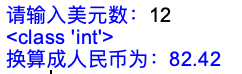 请输入美元数：12
<class 'int'>
换算成人民币为：82.42